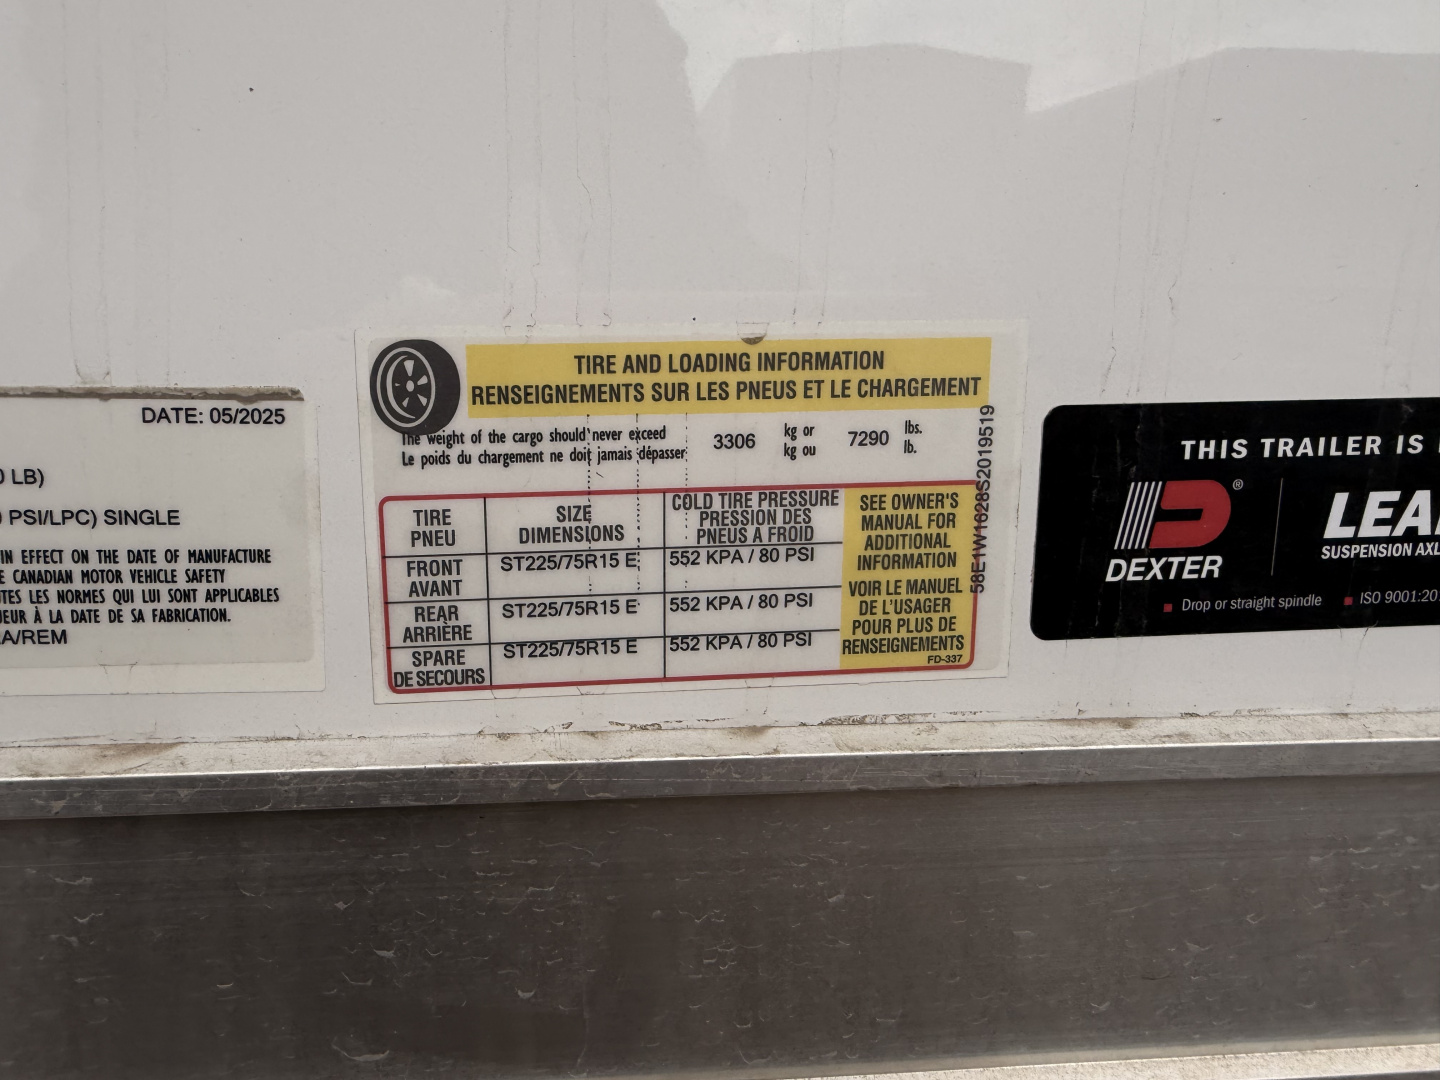 DATE: 05/2025
0 LB)
0 PSI/LPC) SINGLE
IN EFFECT ON THE DATE OF MANUFACTURE
E CANADIAN MOTOR VEHICLE SAFETY
UTES LES NORMES QUI LUI SONT APPLICABLES
UEUR À LA DATE DE SA FABRICATION.
A/REM
TIRE AND LOADING INFORMATION
RENSEIGNEMENTS SUR LES PNEUS ET LE CHARGEMENT
The weight of the cargo should never exceed 3306 kg or 7290 lbs.
Le poids du chargement ne doit jamais dépasser kg ou lb.
TIRE
PNEU
SIZE
DIMENSIONS
COLD TIRE PRESSURE
PRESSION DES
PNEUS A FROID
FRONT
AVANT
ST225/75R15 E
552 KPA / 80 PSI
REAR
ARRIÈRE
ST225/75R15 E
552 KPA / 80 PSI
SPARE
DE SECOURS
ST225/75R15 E
552 KPA / 80 PSI
SEE OWNER'S
MANUAL FOR
ADDITIONAL
INFORMATION
VOIR LE MANUEL
DE L'USAGER
POUR PLUS DE
RENSEIGNEMENTS
FD-337
58E1W1628S2019519
THIS TRAILER IS
DEXTER
®
LEA
SUSPENSION AXL
Drop or straight spindle
ISO 9001:20